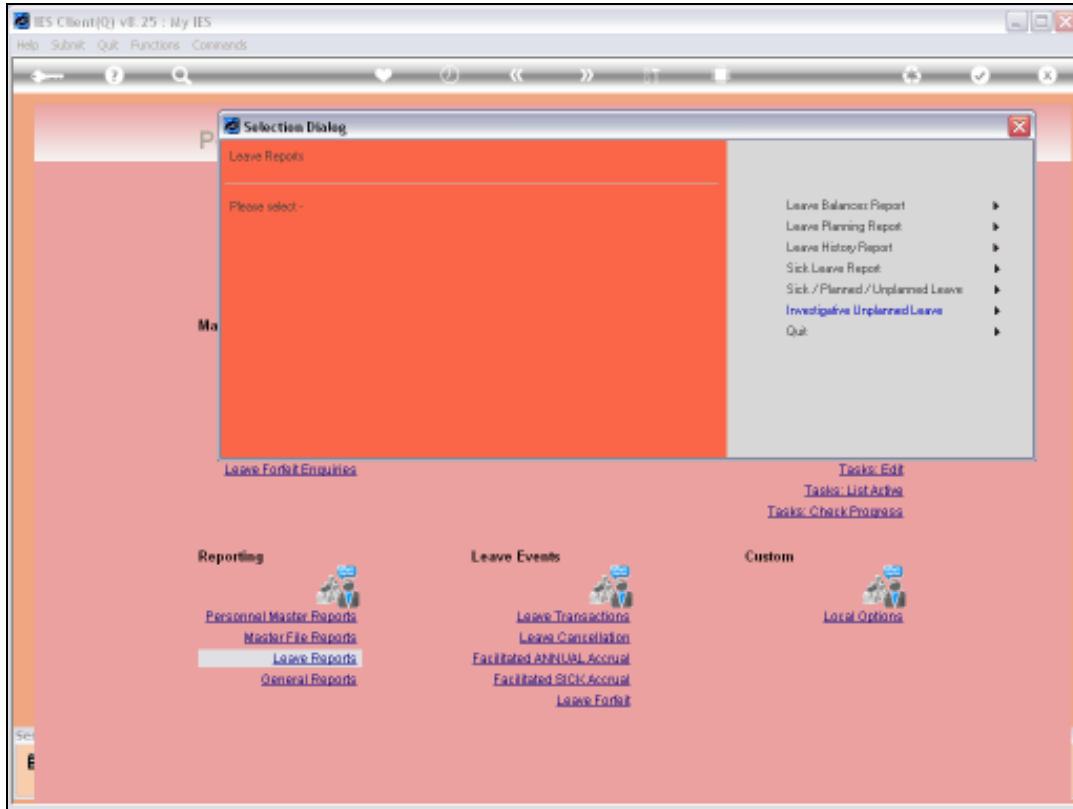 IES Client(Q) v8.25 : My IES
Help Submit Quit Functions Commands
Selection Dialog
Leave Reports
Please select -
Leave Balances Report
Leave Planning Report
Leave History Report
Sick Leave Report
Sick / Planned / Unplanned Leave
Investigative Unplanned Leave
Quit
P
Ma
Leave Forfeit Enquiries
Tasks: Edit
Tasks: List Active
Tasks: Check Progress
Reporting
Personnel Master Reports
Master File Reports
Leave Reports
General Reports
Leave Events
Leave Transactions
Leave Cancellation
Facilitated ANNUAL Accrual
Facilitated SICK Accrual
Leave Forfeit
Custom
Local Options
Se